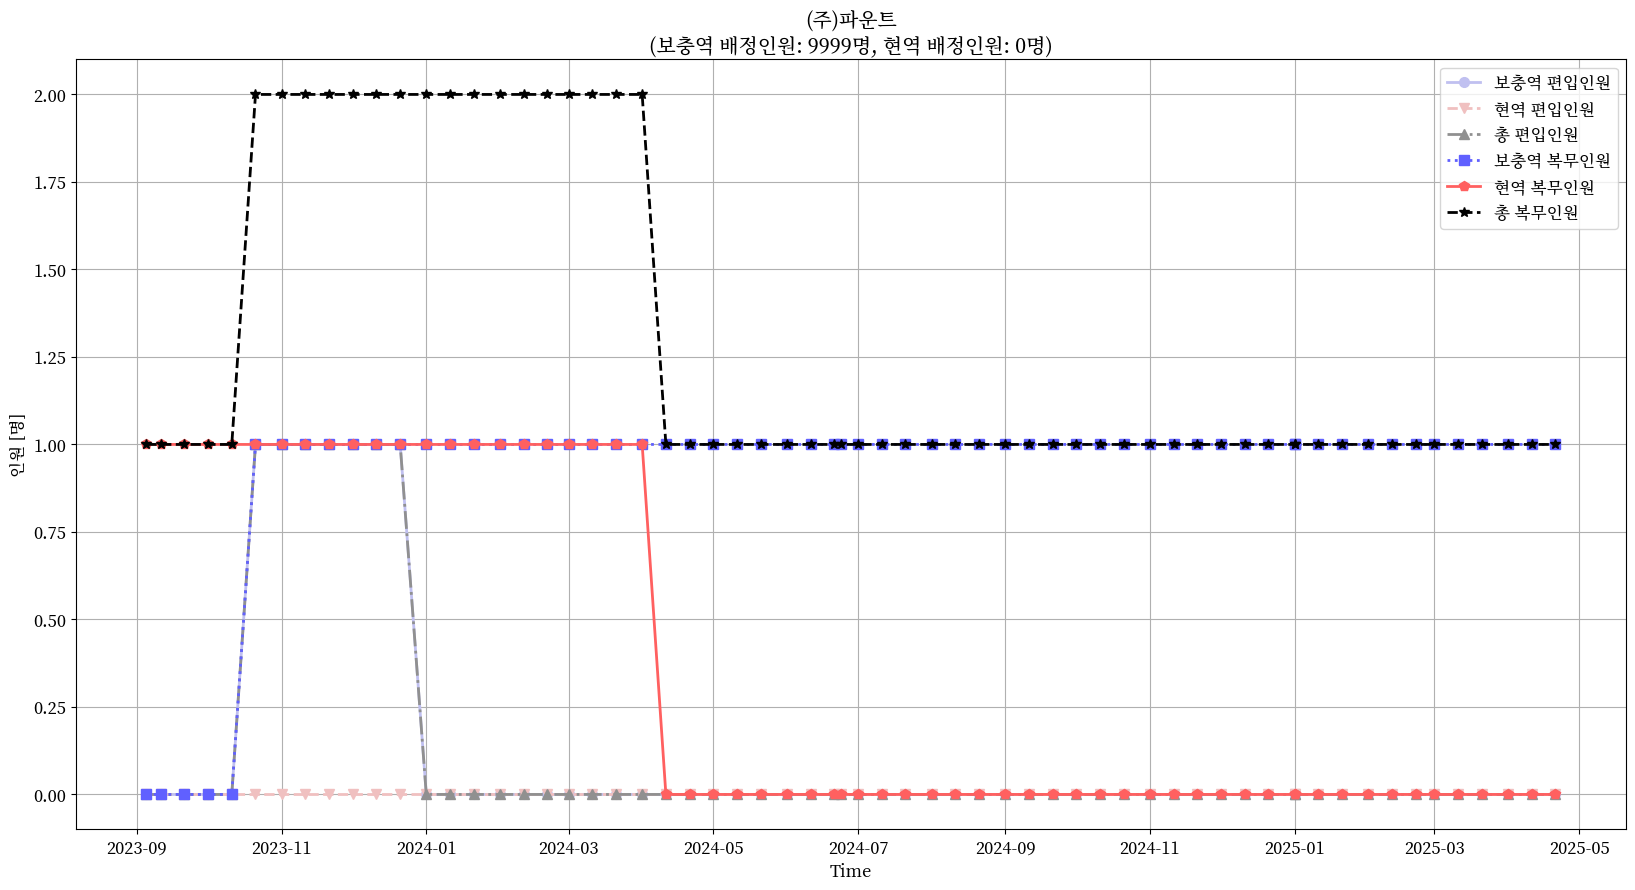 (주)파운트
(보충역 배정인원: 9999명, 현역 배정인원: 0명)
보충역 편입인원
현역 편입인원
총 편입인원
보충역 복무인원
현역 복무인원
총 복무인원
인원 [명]
2.00
1.75
1.50
1.25
1.00
0.75
0.50
0.25
0.00
2023-09
2023-11
2024-01
2024-03
2024-05
2024-07
2024-09
2024-11
2025-01
2025-03
2025-05
Time